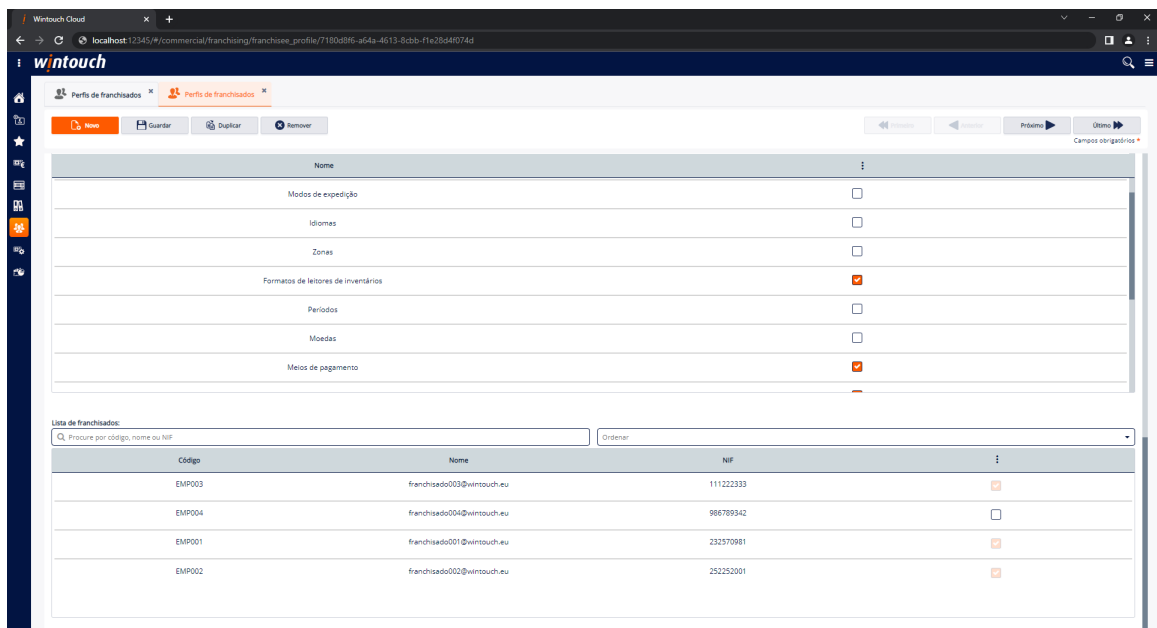 Wintouch Cloud
localhost:12345/#/commercial/franchising/franchisee_profile/7180d8f6-a64a-4613-8cbb-f1e28d4f074d
wintouch
Perfis de franchisados
Perfis de franchisados
Novo Guardar Duplicar Remover Primeiro Anterior Próximo Último
Campos obrigatórios *
Nome
Modos de expedição
Idiomas
Zonas
Formatos de leitores de inventários
Períodos
Moedas
Meios de pagamento
Lista de franchisados:
Procure por código, nome ou NIF Ordenar
Código Nome NIF
EMP003 franchisado003@wintouch.eu 111222333
EMP004 franchisado004@wintouch.eu 986789342
EMP001 franchisado001@wintouch.eu 232570981
EMP002 franchisado002@wintouch.eu 252252001